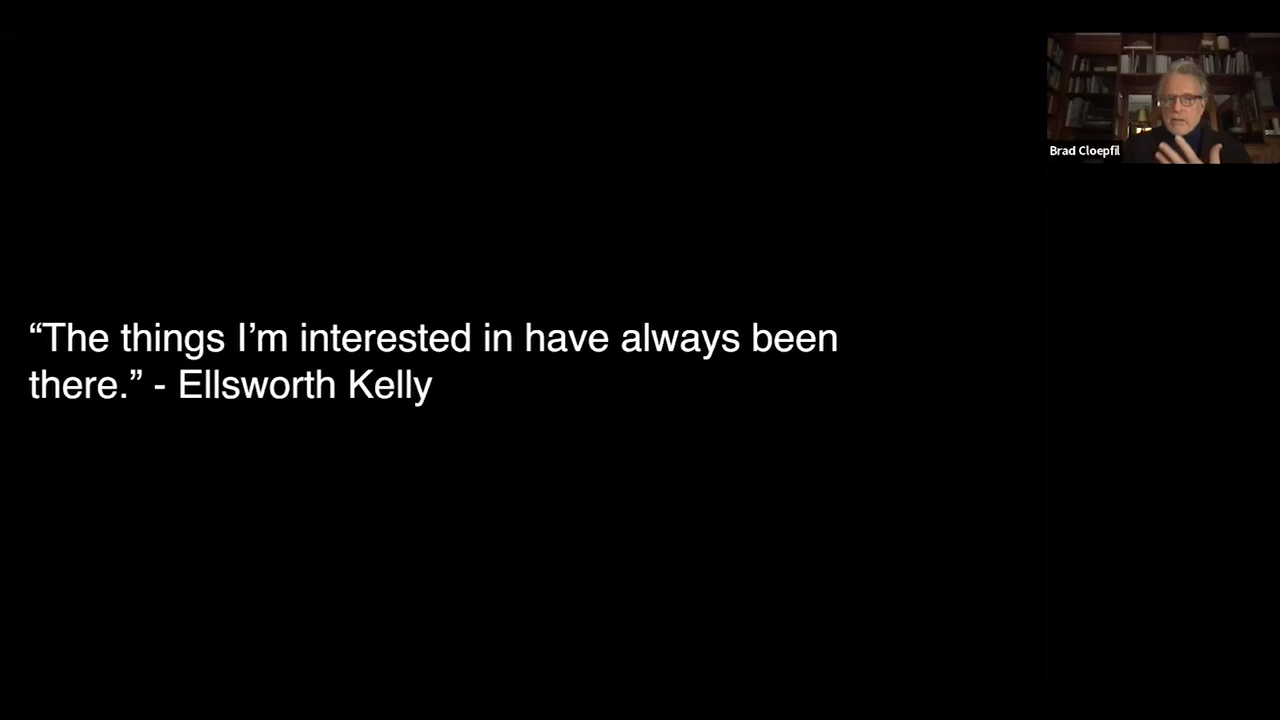 Brad Cloepfil
“The things I’m interested in have always been
there.” - Ellsworth Kelly